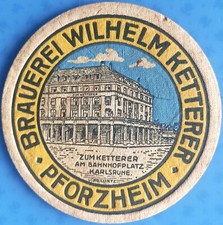 BRAUEREI WILHELM KETTERER
· PFORZHEIM ·
ZUM KETTERER
AM BAHNHOFPLATZ
KARLSRUHE.